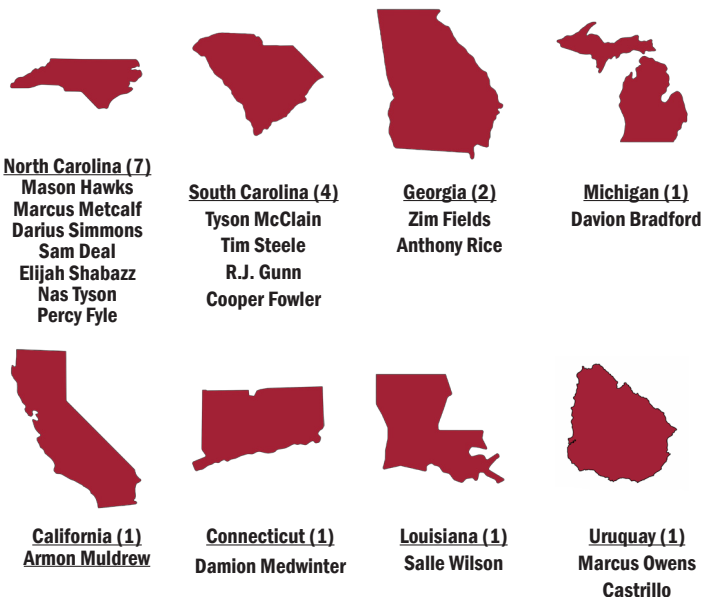 North Carolina (7)
Mason Hawks
Marcus Metcalf
Darius Simmons
Sam Deal
Elijah Shabazz
Nas Tyson
Percy Fyle
South Carolina (4)
Tyson McClain
Tim Steele
R.J. Gunn
Cooper Fowler
Georgia (2)
Zim Fields
Anthony Rice
Michigan (1)
Davion Bradford
California (1)
Armon Muldrew
Connecticut (1)
Damion Medwinter
Louisiana (1)
Salle Wilson
Uruquay (1)
Marcus Owens
Castrillo